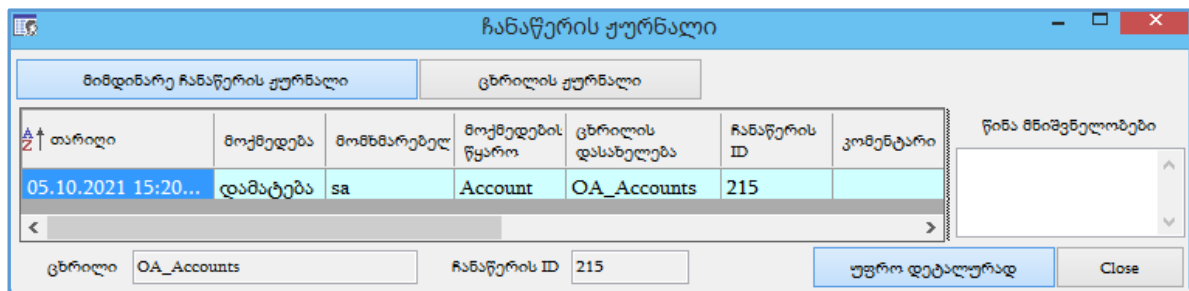 ჩანაწერის ჟურნალი
მიმდინარე ჩანაწერის ჟურნალი ცხრილის ჟურნალი
თარიღი მოქმედება მომხმარებელ მოქმედების წყარო ცხრილის დასახელება ჩანაწერის ID კომენტარი წინა მნიშვნელობები
05.10.2021 15:20... დამატება sa Account OA_Accounts 215
ცხრილი OA_Accounts ჩანაწერის ID 215 უფრო დეტალურად Close